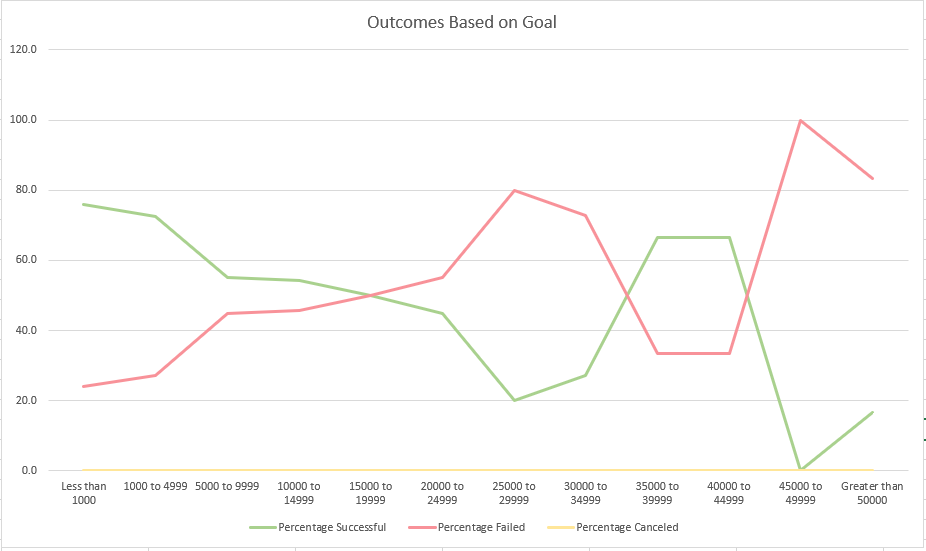 Outcomes Based on Goal
120.0
100.0
80.0
60.0
40.0
20.0
0.0
Less than
1000
1000 to 4999
5000 to 9999
10000 to
14999
15000 to
19999
20000 to
24999
25000 to
29999
30000 to
34999
35000 to
39999
40000 to
44999
45000 to
49999
Greater than
50000
Percentage Successful
Percentage Failed
Percentage Canceled